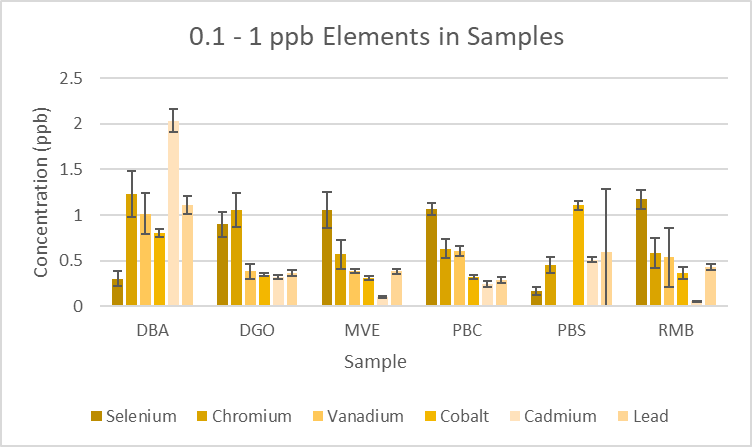 0.1 - 1 ppb Elements in Samples
Concentration (ppb)
2.5
2
1.5
1
0.5
0
DBA DGO MVE PBC PBS RMB
Sample
Selenium Chromium Vanadium Cobalt Cadmium Lead